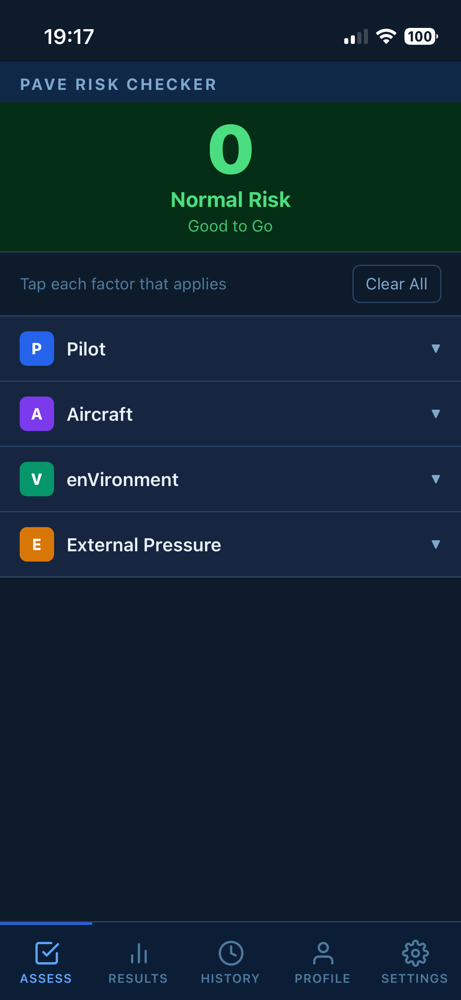 19:17
100
PAVE RISK CHECKER
0
Normal Risk
Good to Go
Tap each factor that applies
Clear All
P
Pilot
A
Aircraft
V
enVironment
E
External Pressure
ASSESS
RESULTS
HISTORY
PROFILE
SETTINGS